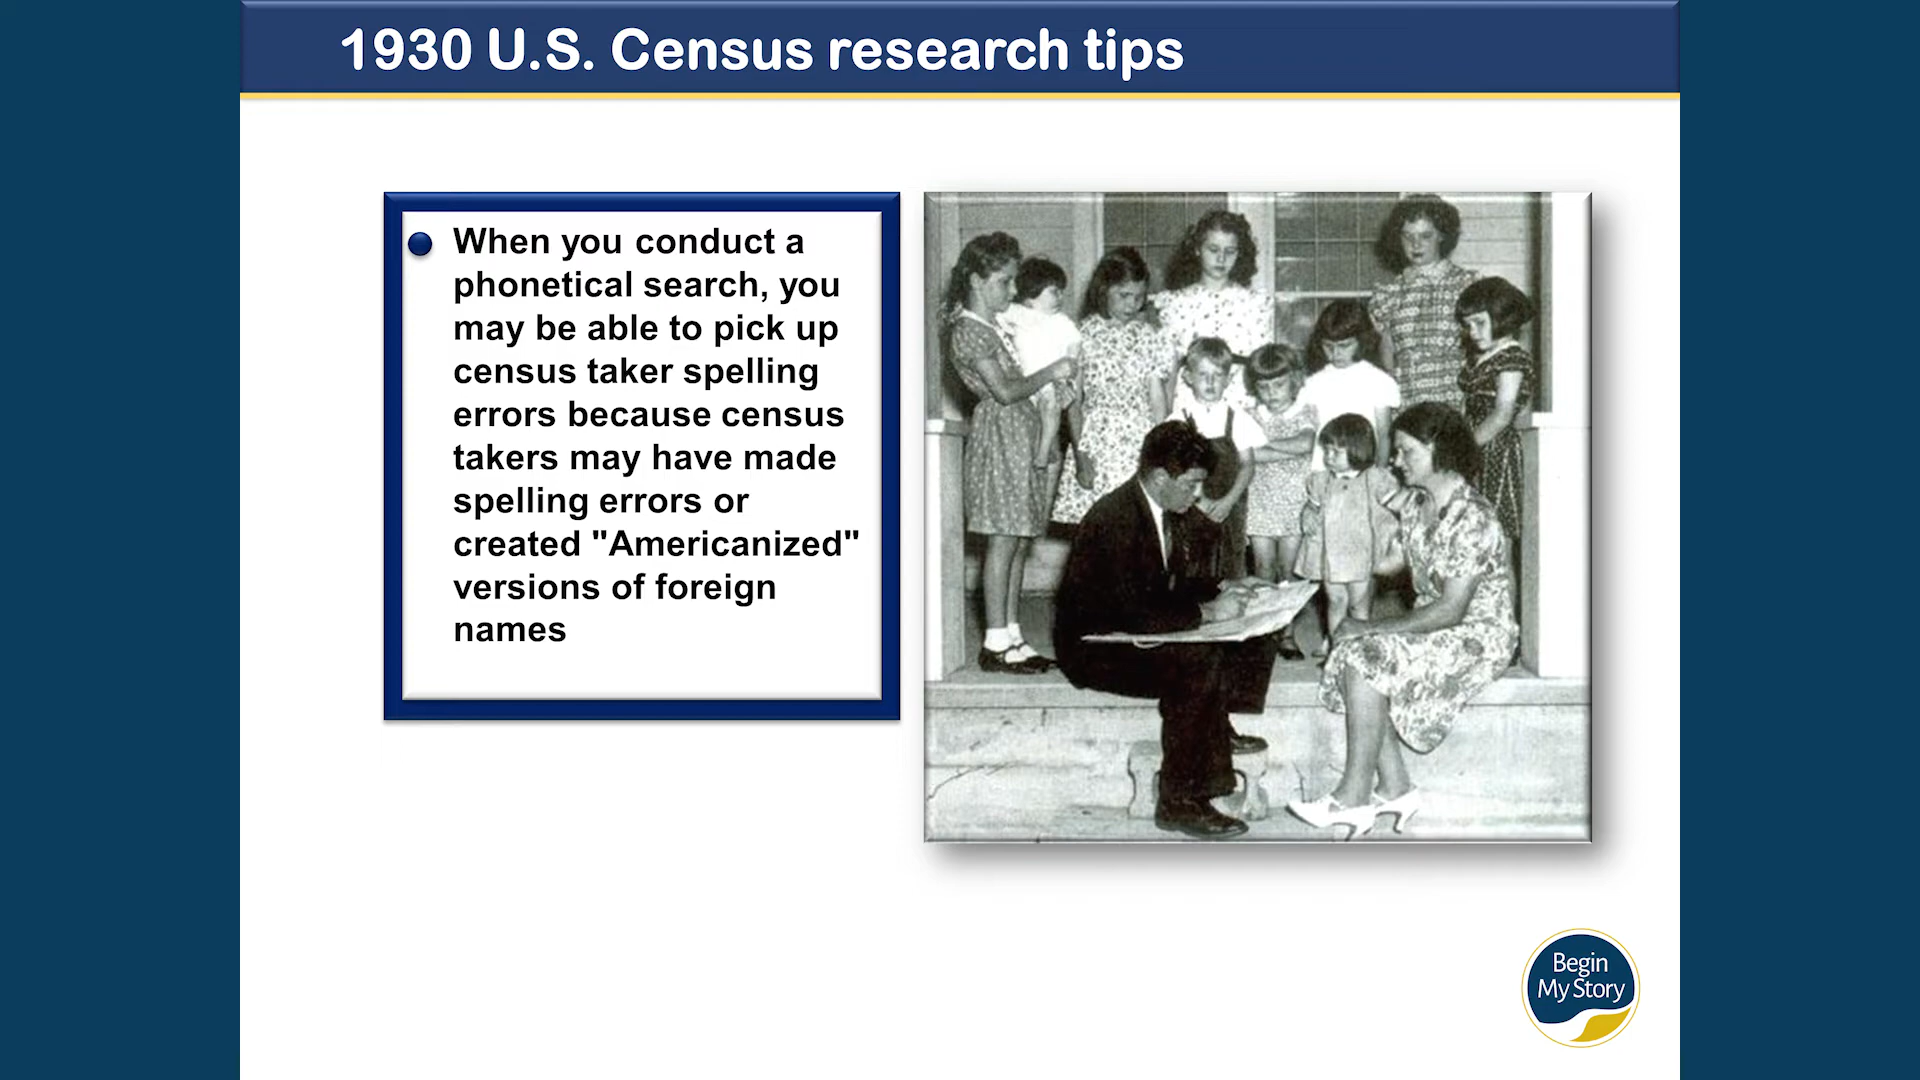 1930 U.S. Census research tips
When you conduct a
phonetical search, you
may be able to pick up
census taker spelling
errors because census
takers may have made
spelling errors or
created "Americanized"
versions of foreign
names
Begin
My Story